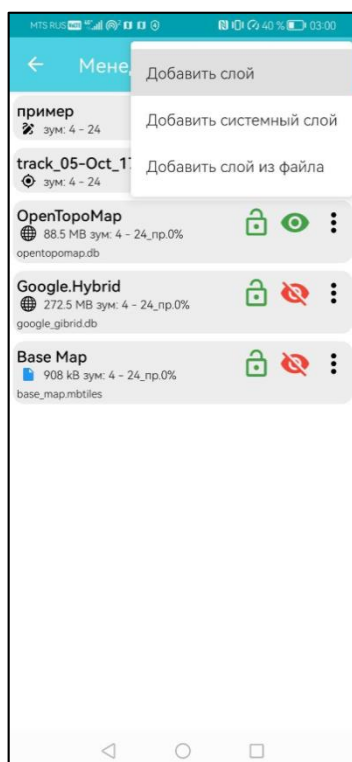 MTS RUS 40 % 03:00
Мене
Добавить слой
Добавить системный слой
Добавить слой из файла
пример
зум: 4 - 24
track_05-Oct_1
зум: 4 - 24
OpenTopoMap
88.5 MB зум: 4 - 24_пр.0%
opentopomap.db
Google.Hybrid
272.5 MB зум: 4 - 24_пр.0%
google_gibrid.db
Base Map
908 kB зум: 4 - 24_пр.0%
base_map.mbtiles